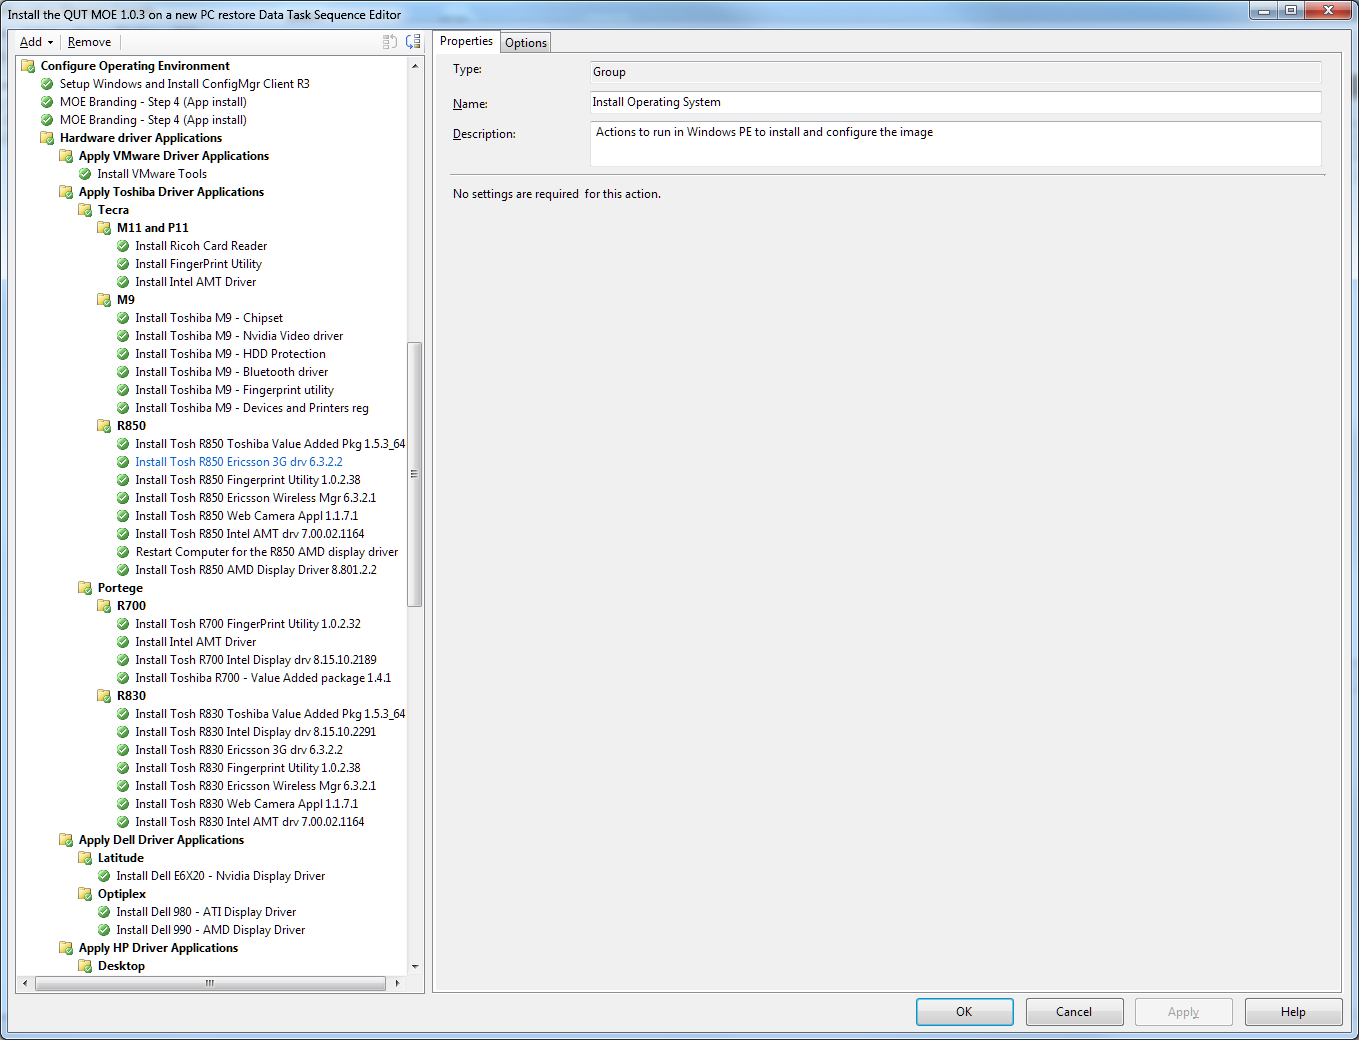 Install the QUT MOE 1.0.3 on a new PC restore Data Task Sequence Editor
Add Remove
Configure Operating Environment
Setup Windows and Install ConfigMgr Client R3
MOE Branding - Step 4 (App install)
MOE Branding - Step 4 (App install)
Hardware driver Applications
Apply VMware Driver Applications
Install VMware Tools
Apply Toshiba Driver Applications
Tecra
M11 and P11
Install Ricoh Card Reader
Install FingerPrint Utility
Install Intel AMT Driver
M9
Install Toshiba M9 - Chipset
Install Toshiba M9 - Nvidia Video driver
Install Toshiba M9 - HDD Protection
Install Toshiba M9 - Bluetooth driver
Install Toshiba M9 - Fingerprint utility
Install Toshiba M9 - Devices and Printers reg
R850
Install Tosh R850 Toshiba Value Added Pkg 1.5.3_64
Install Tosh R850 Ericsson 3G drv 6.3.2.2
Install Tosh R850 Fingerprint Utility 1.0.2.38
Install Tosh R850 Ericsson Wireless Mgr 6.3.2.1
Install Tosh R850 Web Camera Appl 1.1.7.1
Install Tosh R850 Intel AMT drv 7.00.02.1164
Restart Computer for the R850 AMD display driver
Install Tosh R850 AMD Display Driver 8.801.2.2
Portege
R700
Install Tosh R700 FingerPrint Utility 1.0.2.32
Install Intel AMT Driver
Install Tosh R700 Intel Display drv 8.15.10.2189
Install Toshiba R700 - Value Added package 1.4.1
R830
Install Tosh R830 Toshiba Value Added Pkg 1.5.3_64
Install Tosh R830 Intel Display drv 8.15.10.2291
Install Tosh R830 Ericsson 3G drv 6.3.2.2
Install Tosh R830 Fingerprint Utility 1.0.2.38
Install Tosh R830 Ericsson Wireless Mgr 6.3.2.1
Install Tosh R830 Web Camera Appl 1.1.7.1
Install Tosh R830 Intel AMT drv 7.00.02.1164
Apply Dell Driver Applications
Latitude
Install Dell E6X20 - Nvidia Display Driver
Optiplex
Install Dell 980 - ATI Display Driver
Install Dell 990 - AMD Display Driver
Apply HP Driver Applications
Desktop
Properties Options
Type: Group
Name: Install Operating System
Description: Actions to run in Windows PE to install and configure the image
No settings are required for this action.
OK Cancel Apply Help